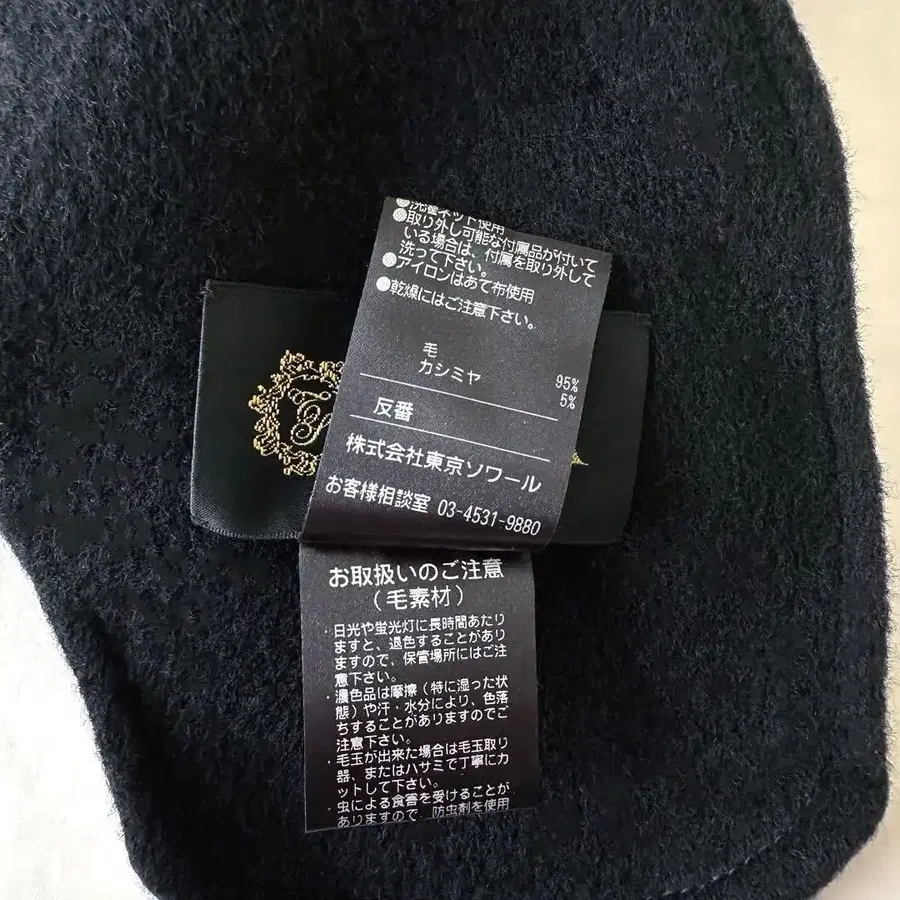 ●洗濯ネット使用
●取り外し可能な付属品が付いて
いる場合は、付属を取り外して
洗って下さい。
●アイロンはあて布使用
●乾燥にはご注意下さい。
毛 95%
カシミヤ 5%
反番
株式会社東京ソワール
お客様相談室 03-4531-9880
お取扱いのご注意
（毛素材）
・日光や蛍光灯に長時間あたり
ますと、退色することがあり
ますので、保管場所にはご注
意下さい。
・濃色品は摩擦（特に湿った状
態）や汗・水分により、色落
ちすることがありますのでご
注意下さい。
・毛玉が出来た場合は毛玉取り
器、またはハサミで丁寧にカ
ットして下さい。
・虫による食害を受けることが
ありますので、防虫剤を使用